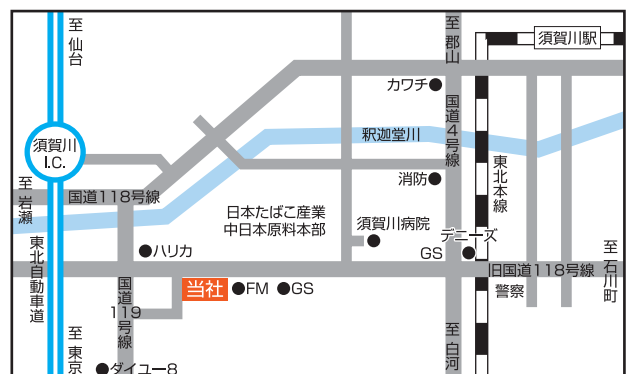 至 仙台
至 郡山
須賀川駅
カワチ
国道4号線
須賀川
I.C.
釈迦堂川
東北本線
至 岩瀬
国道118号線
消防
日本たばこ産業
中日本原料本部
須賀川病院
デニーズ
GS
東北自動車道
ハリカ
旧国道118号線
至 石川町
国道119号線
当社
FM
GS
警察
至 東京
ダイユー8
至 白河